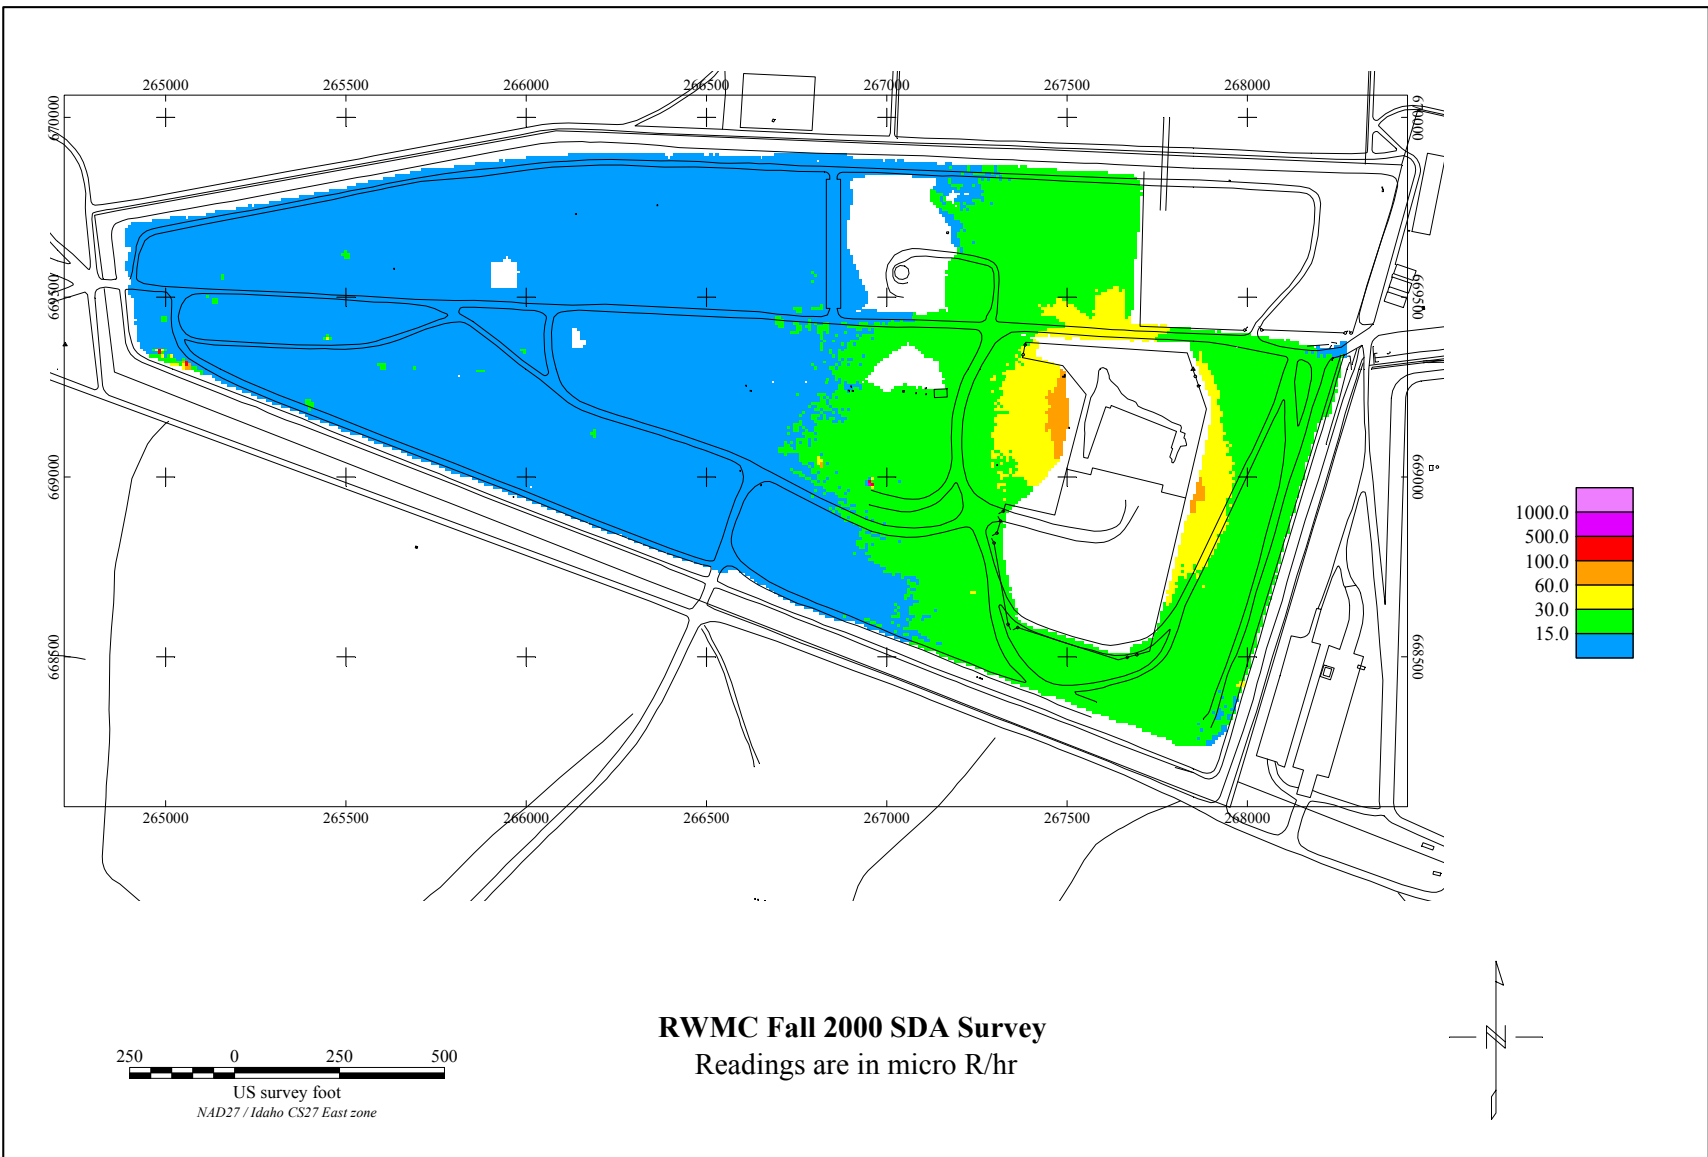 265000 265500 266000 266500 267000 267500 268000
670000 670000
669500 669500
669000 669000
668500 668500
265000 265500 266000 266500 267000 267500 268000
1000.0
500.0
100.0
60.0
30.0
15.0
RWMC Fall 2000 SDA Survey
Readings are in micro R/hr
250 0 250 500
US survey foot
NAD27 / Idaho CS27 East zone
N